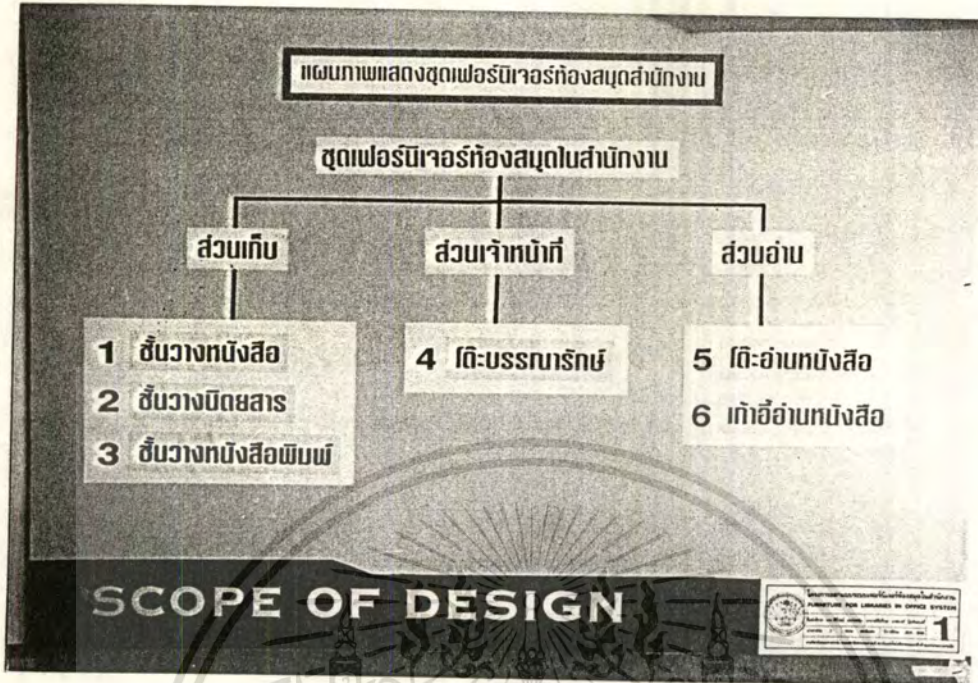 แผนภาพแสดงชุดเฟอร์นิเจอร์ห้องสมุดสำนักงาน
ชุดเฟอร์นิเจอร์ห้องสมุดในสำนักงาน
ส่วนเก็บ
1 ชั้นวางหนังสือ
2 ชั้นวางนิตยสาร
3 ชั้นวางหนังสือพิมพ์
ส่วนเจ้าหน้าที่
4 โต๊ะบรรณารักษ์
ส่วนอ่าน
5 โต๊ะอ่านหนังสือ
6 เก้าอี้อ่านหนังสือ
SCOPE OF DESIGN
FURNITURE FOR LIBRARIES IN OFFICE SYSTEM
1